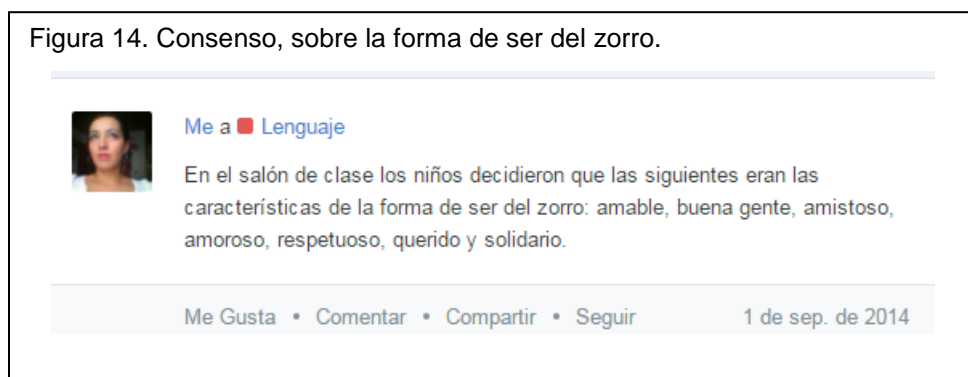 Figura 14. Consenso, sobre la forma de ser del zorro.
Me a Lenguaje
En el salón de clase los niños decidieron que las siguientes eran las
características de la forma de ser del zorro: amable, buena gente, amistoso,
amoroso, respetuoso, querido y solidario.
Me Gusta • Comentar • Compartir • Seguir 1 de sep. de 2014